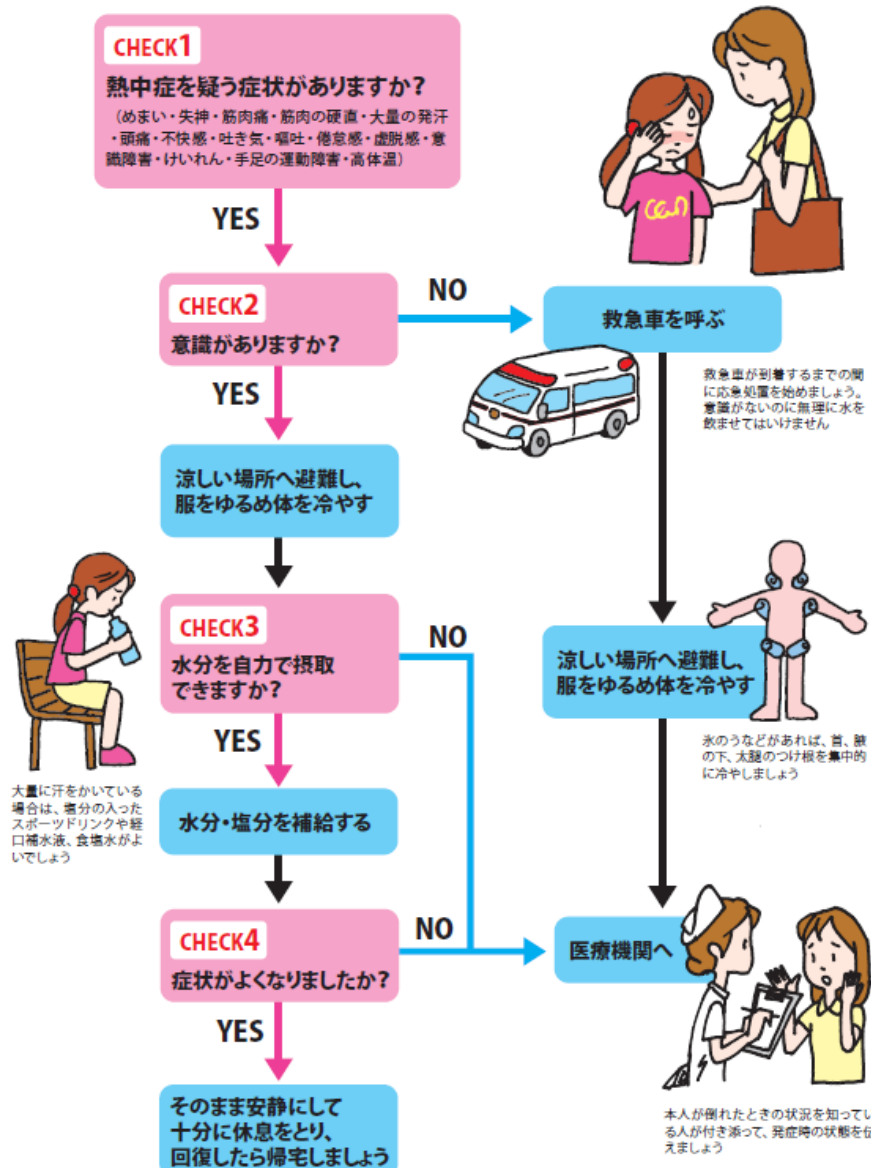 CHECK1
熱中症を疑う症状がありますか？
（めまい・失神・筋肉痛・筋肉の硬直・大量の発汗
・頭痛・不快感・吐き気・嘔吐・倦怠感・虚脱感・意
識障害・けいれん・手足の運動障害・高体温）
YES
CHECK2
意識がありますか？
NO
救急車を呼ぶ
救急車が到着するまでの間
に応急処置を始めましょう。
意識がないのに無理に水を
飲ませてはいけません
YES
涼しい場所へ避難し、
服をゆるめ体を冷やす
CHECK3
水分を自力で摂取
できますか？
NO
涼しい場所へ避難し、
服をゆるめ体を冷やす
氷のうなどがあれば、首、腋
の下、太腿のつけ根を集中的
に冷やしましょう
YES
大量に汗をかいている
場合は、塩分の入った
スポーツドリンクや経
口補水液、食塩水がよ
いでしょう
水分・塩分を補給する
CHECK4
症状がよくなりましたか？
NO
医療機関へ
本人が倒れたときの状況を知ってい
る人が付き添って、発症時の状態を伝
えましょう
YES
そのまま安静にして
十分に休息をとり、
回復したら帰宅しましょう